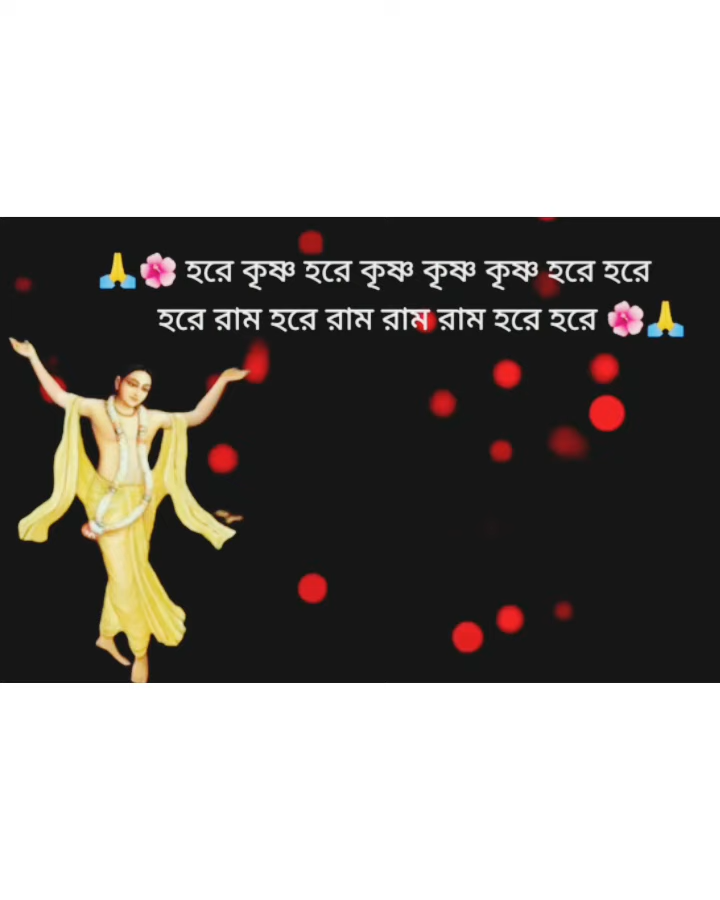 🙏🌺 হরে কৃষ্ণ হরে কৃষ্ণ কৃষ্ণ কৃষ্ণ হরে হরে
হরে রাম হরে রাম রাম রাম হরে হরে 🌺🙏